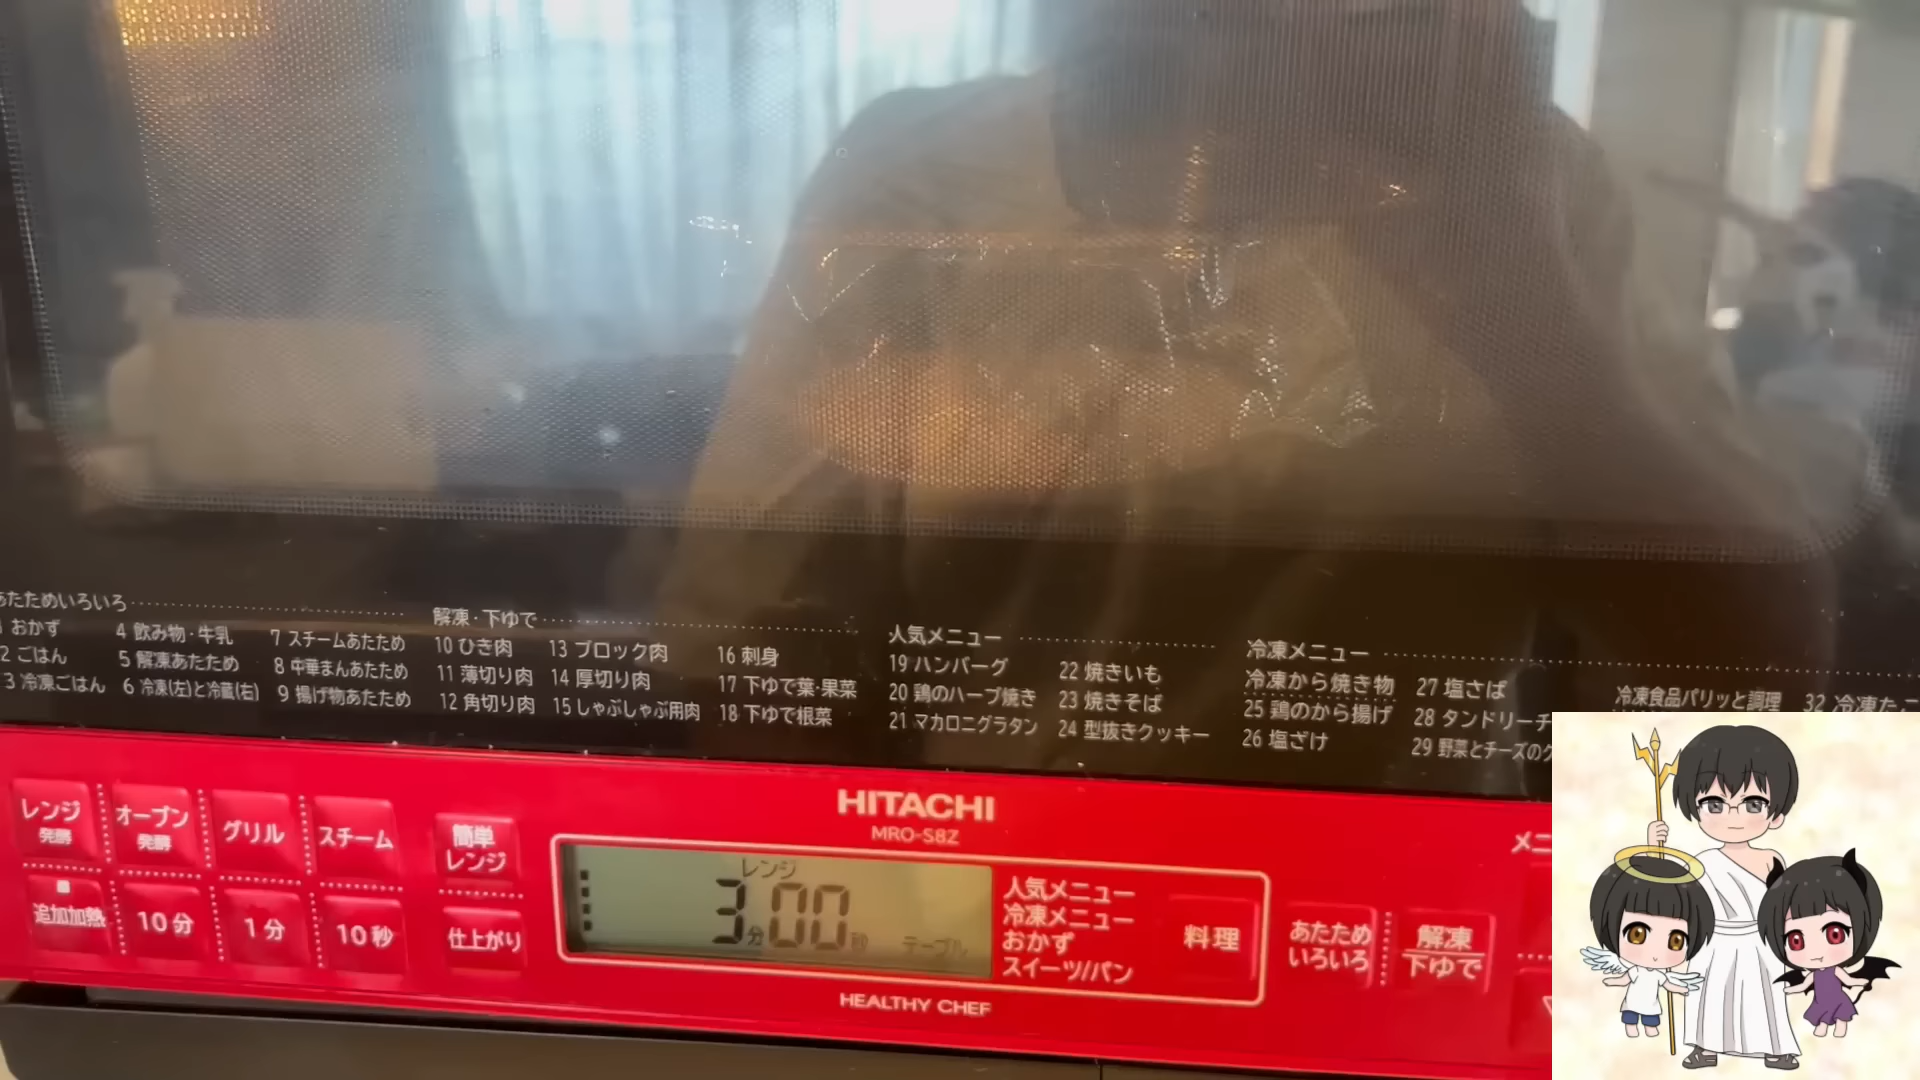 あたためいろいろ
1 おかず
2 ごはん
3 冷凍ごはん
4 飲み物・牛乳
5 解凍あたため
6 冷凍(左)と冷蔵(右)
7 スチームあたため
8 中華まんあたため
9 揚げ物あたため
解凍・下ゆで
10 ひき肉
11 薄切り肉
12 角切り肉
13 ブロック肉
14 厚切り肉
15 しゃぶしゃぶ用肉
16 刺身
17 下ゆで葉・果菜
18 下ゆで根菜
人気メニュー
19 ハンバーグ
20 鶏のハーブ焼き
21 マカロニグラタン
22 焼きいも
23 焼きそば
24 型抜きクッキー
冷凍メニュー
冷凍から焼き物
25 鶏のから揚げ
26 塩ざけ
27 塩さば
28 タンドリーチ
29 野菜とチーズのグ
冷凍食品パリッと調理
32 冷凍た
レンジ
発酵
オーブン
発酵
グリル
スチーム
簡単
レンジ
追加加熱
10分
1分
10秒
仕上がり
HITACHI
MRO-S8Z
レンジ
3分00秒
テーブル
人気メニュー
冷凍メニュー
おかず
スイーツ/パン
料理
あたため
いろいろ
解凍
下ゆで
メニ
HEALTHY CHEF